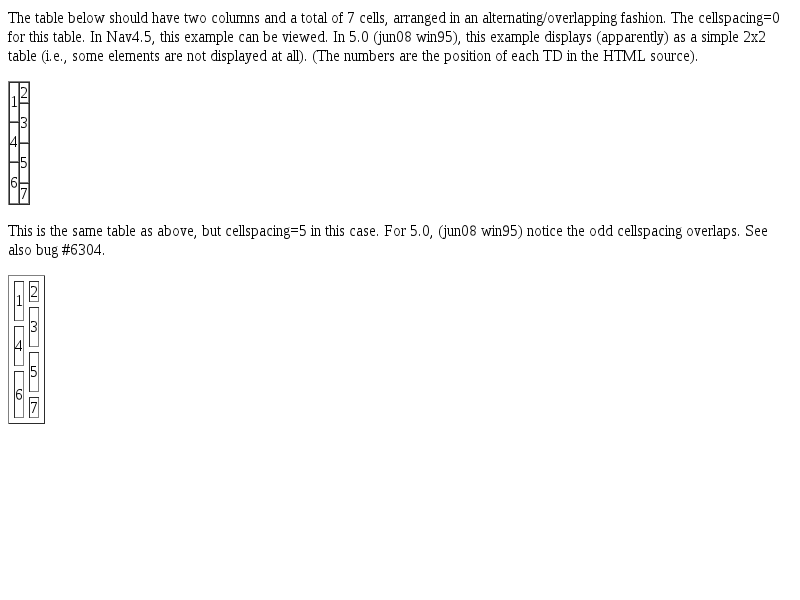 The table below should have two columns and a total of 7 cells, arranged in an alternating/overlapping fashion. The cellspacing=0
for this table. In Nav4.5, this example can be viewed. In 5.0 (jun08 win95), this example displays (apparently) as a simple 2x2
table (i.e., some elements are not displayed at all). (The numbers are the position of each TD in the HTML source).
2
1
3
4
5
6
7
This is the same table as above, but cellspacing=5 in this case. For 5.0, (jun08 win95) notice the odd cellspacing overlaps. See
also bug #6304.
2
1
3
4
5
6
7